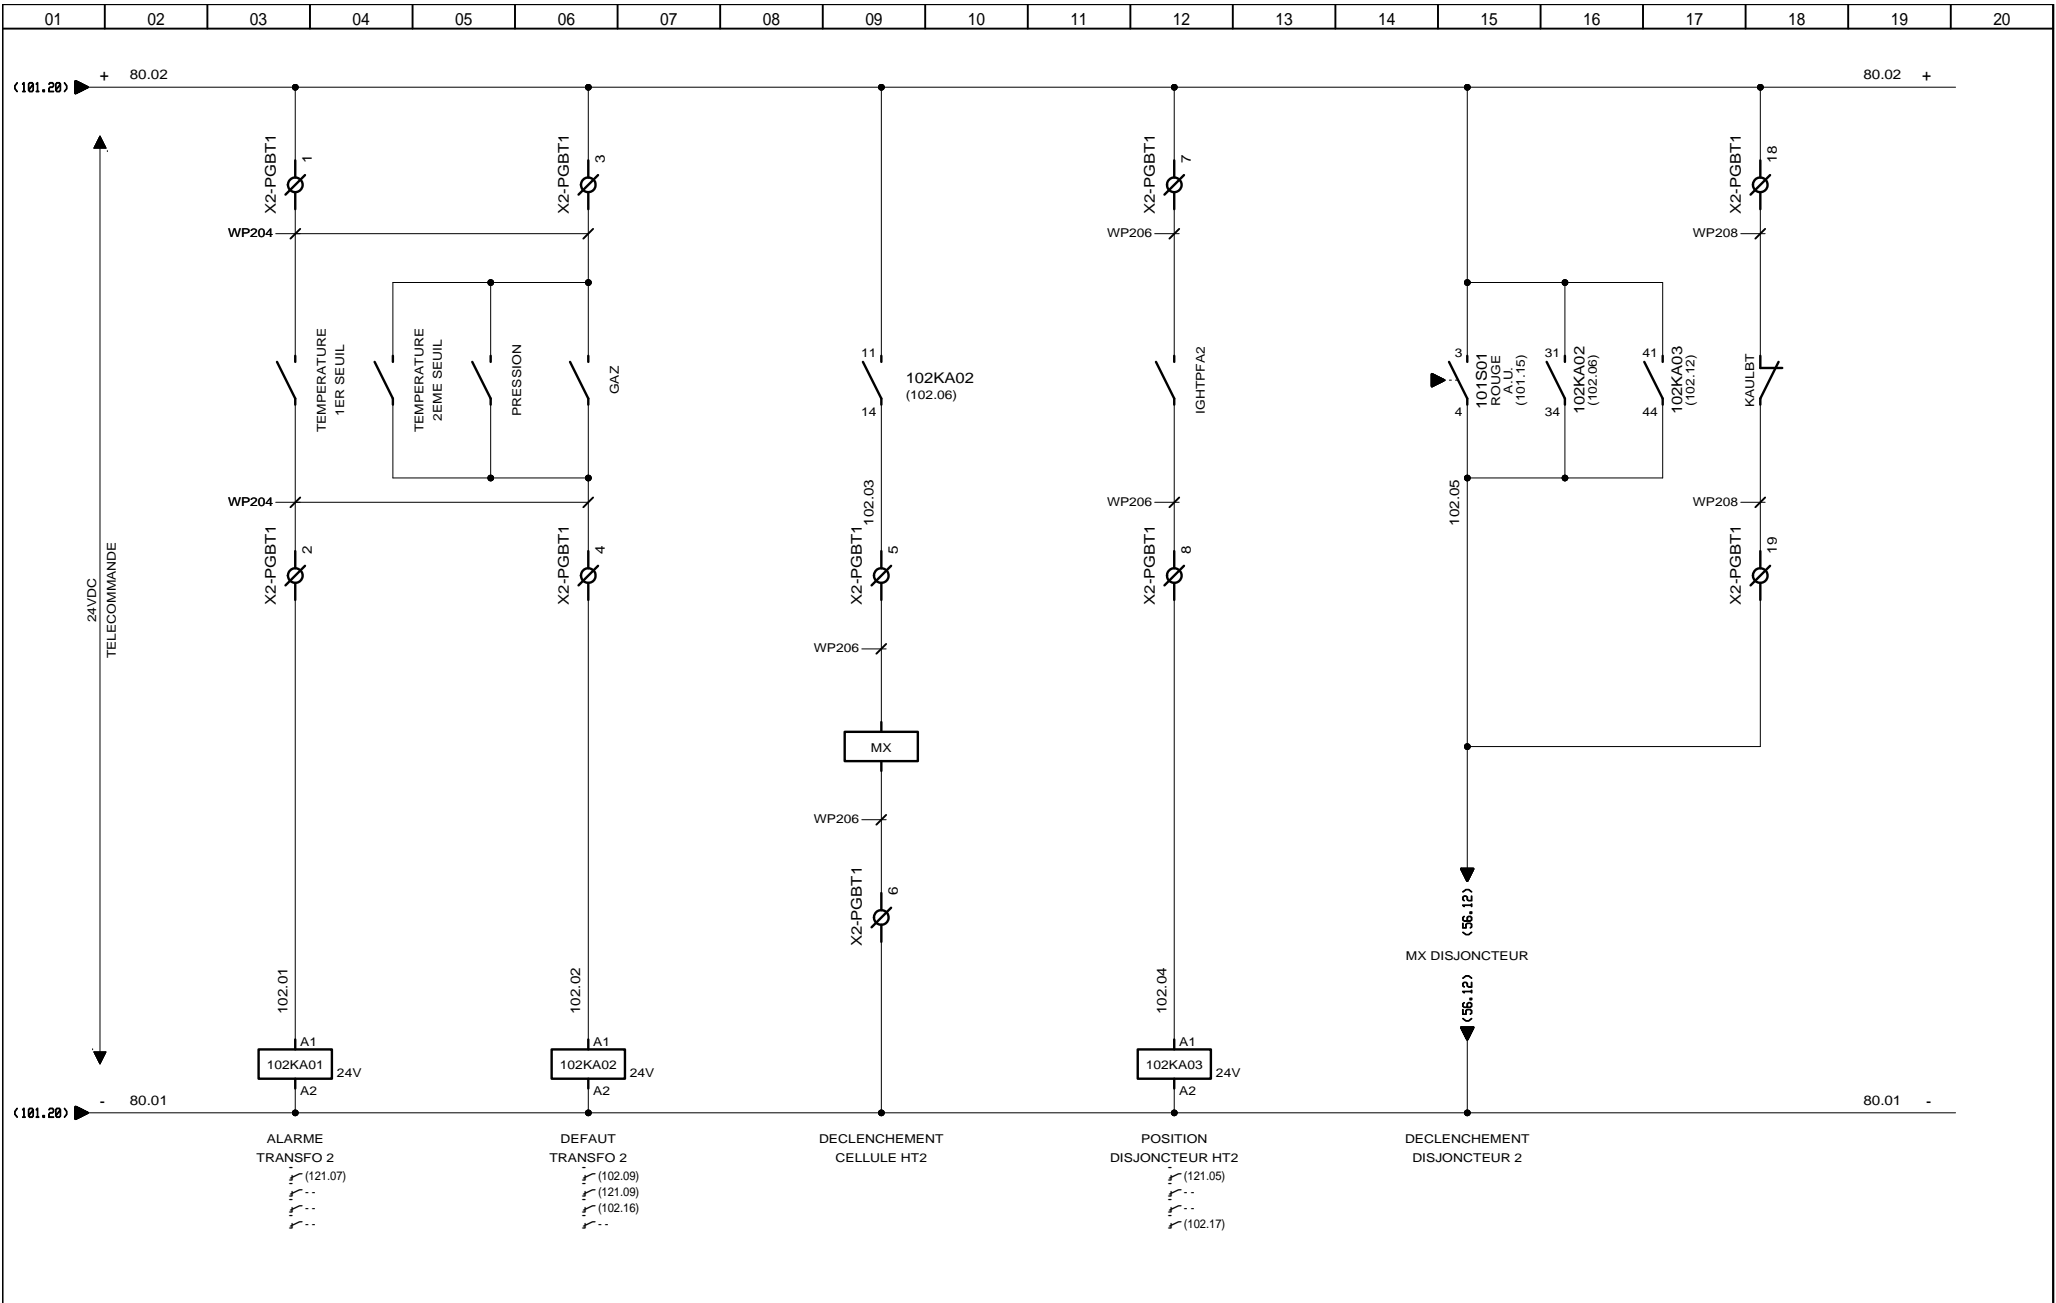 01 02 03 04 05 06 07 08 09 10 11 12 13 14 15 16 17 18 19 20
(101.20) + 80.02
80.02 +
X2-PGBT1 1
X2-PGBT1 3
X2-PGBT1 7
X2-PGBT1 18
WP204
WP206
WP208
TEMPERATURE
1ER SEUIL
TEMPERATURE
2EME SEUIL
PRESSION
GAZ
11
102KA02
(102.06)
14
IGHTPFA2
3
4
101S01
ROUGE
A.U.
(101.15)
31
34
102KA02
(102.06)
41
44
102KA03
(102.12)
KAULBT
WP204
102.03
WP206
102.05
WP208
X2-PGBT1 2
X2-PGBT1 4
X2-PGBT1 5
X2-PGBT1 8
X2-PGBT1 19
24VDC
TELECOMMANDE
WP206
MX
WP206
X2-PGBT1 6
(56.12)
MX DISJONCTEUR
(56.12)
102.01
102.02
102.04
A1
102KA01 24V
A2
A1
102KA02 24V
A2
A1
102KA03 24V
A2
(101.20) - 80.01
80.01 -
ALARME
TRANSFO 2
(121.07)
--
--
--
DEFAUT
TRANSFO 2
(102.09)
(121.09)
(102.16)
--
DECLENCHEMENT
CELLULE HT2
POSITION
DISJONCTEUR HT2
(121.05)
--
--
(102.17)
DECLENCHEMENT
DISJONCTEUR 2